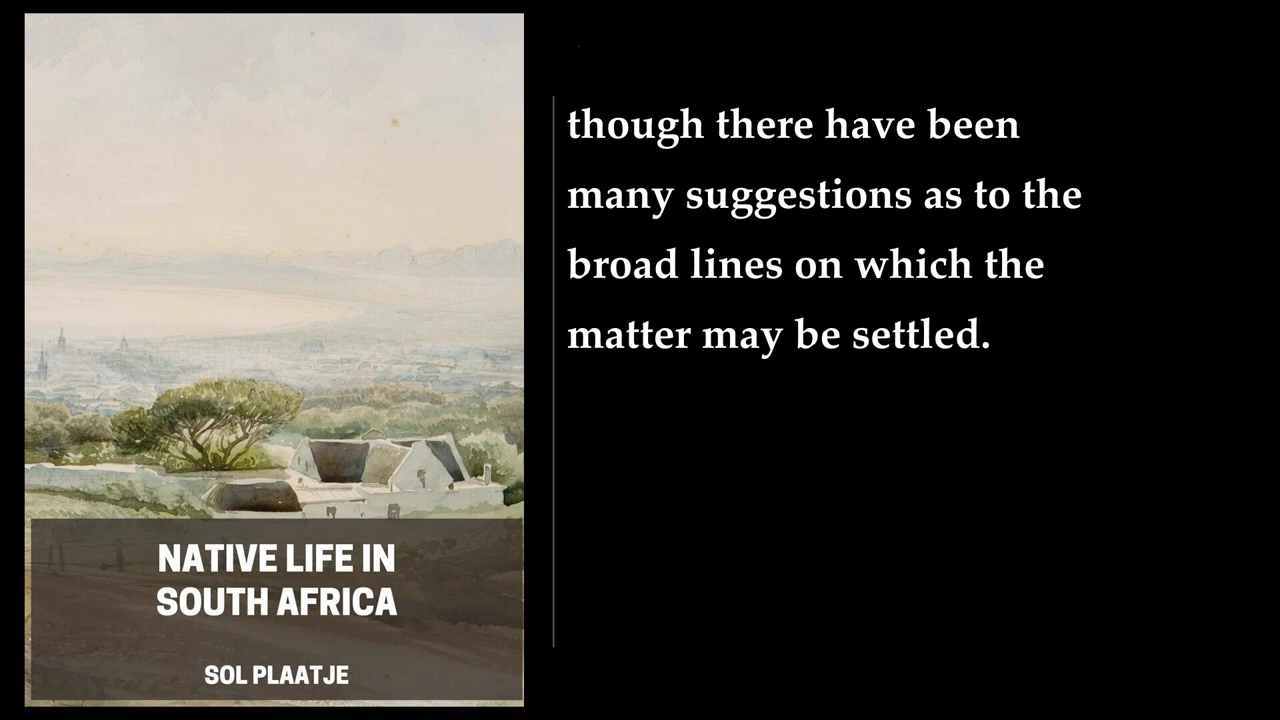 though there have been
many suggestions as to the
broad lines on which the
matter may be settled.
NATIVE LIFE IN
SOUTH AFRICA
SOL PLAATJE